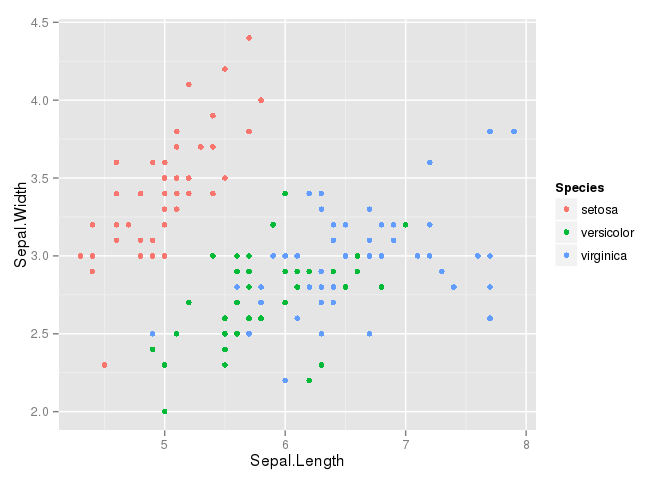 4.5
4.0
3.5
3.0
2.5
2.0
Sepal.Width
5 6 7 8
Sepal.Length
Species
setosa
versicolor
virginica